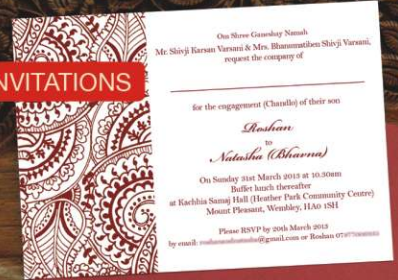 INVITATIONS
Om Shree Ganeshay Namah
Mr. Shivji Karsan Varsani & Mrs. Bhanumatiben Shivji Varsani,
request the company of
for the engagement (Chandlo) of their son
Roshan
to
Natasha (Bhavna)
On Sunday 31st March 2013 at 10.30am
Buffet lunch thereafter
at Kachhia Samaj Hall (Heather Park Community Centre)
Mount Pleasant, Wembley, HA0 1SH
Please RSVP by 20th March 2013
by email: @gmail.com or Roshan